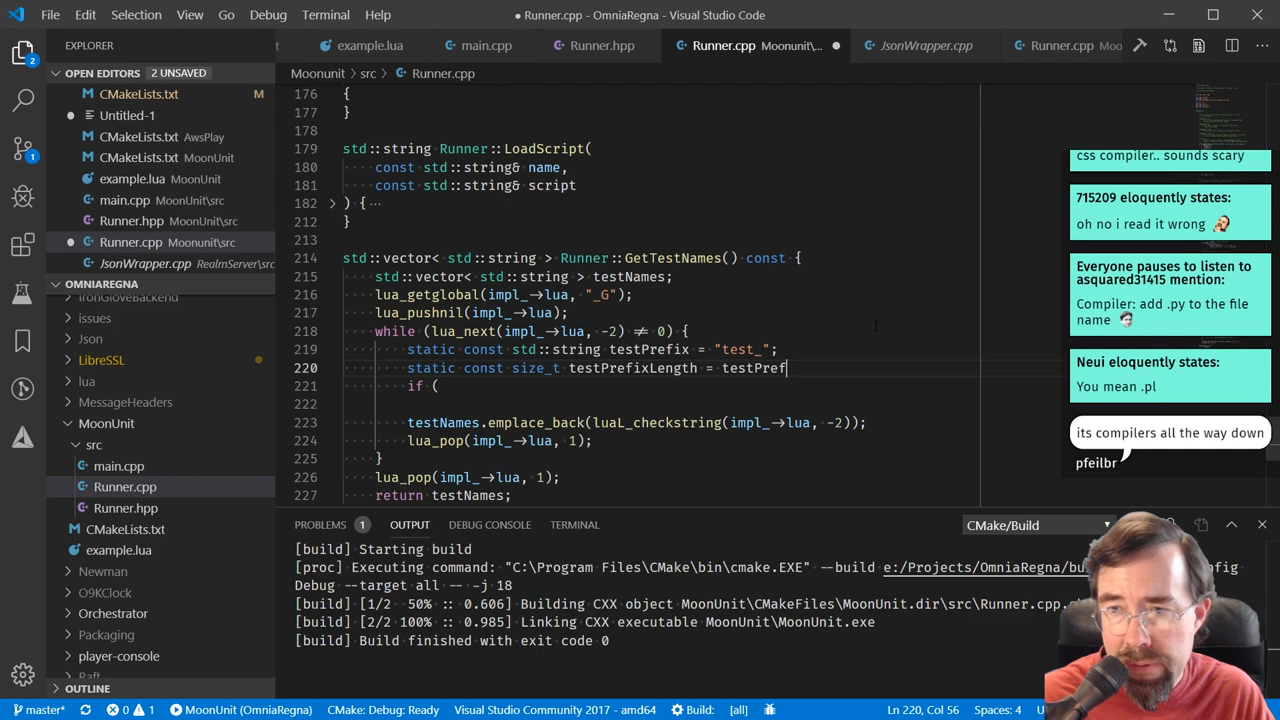 File Edit Selection View Go Debug Terminal Help
● Runner.cpp - OmniaRegna - Visual Studio Code
EXPLORER
example.lua
main.cpp
Runner.hpp
Runner.cpp Moonunit\...
JsonWrapper.cpp
Runner.cpp Moo
OPEN EDITORS 2 UNSAVED
CMakeLists.txt M
Untitled-1
CMakeLists.txt AwsPlay
CMakeLists.txt MoonUnit
example.lua MoonUnit
main.cpp MoonUnit\src
Runner.hpp MoonUnit\src
Runner.cpp Moonunit\src
JsonWrapper.cpp RealmServer\src
OMNIAREGNA
IronGloveBackend
issues
Json
LibreSSL
lua
MessageHeaders
MoonUnit
src
main.cpp
Runner.cpp
Runner.hpp
CMakeLists.txt
example.lua
Newman
O9KClock
Orchestrator
Packaging
player-console
Raft
OUTLINE
Moonunit > src > Runner.cpp
176 {
177 }
178
179 std::string Runner::LoadScript(
180 const std::string& name,
181 const std::string& script
182 ) {...
212 }
213
214 std::vector< std::string > Runner::GetTestNames() const {
215 std::vector< std::string > testNames;
216 lua_getglobal(impl_->lua, "_G");
217 lua_pushnil(impl_->lua);
218 while (lua_next(impl_->lua, -2) != 0) {
219 static const std::string testPrefix = "test_";
220 static const size_t testPrefixLength = testPref
221 if (
222
223 testNames.emplace_back(luaL_checkstring(impl_->lua, -2));
224 lua_pop(impl_->lua, 1);
225 }
226 lua_pop(impl_->lua, 1);
227 return testNames;
css compiler.. sounds scary
715209 eloquently states:
oh no i read it wrong
Everyone pauses to listen to
asquared31415 mention:
Compiler: add .py to the file
name
Neui eloquently states:
You mean .pl
its compilers all the way down
pfeilbr
PROBLEMS 1 OUTPUT DEBUG CONSOLE TERMINAL
CMake/Build
[build] Starting build
[proc] Executing command: "C:\Program Files\CMake\bin\cmake.EXE" --build e:/Projects/OmniaRegna/bu
Debug --target all -- -j 18
[build] [1/2 50% :: 0.606] Building CXX object MoonUnit\CMakeFiles\MoonUnit.dir\src\Runner.cpp.
[build] [2/2 100% :: 0.985] Linking CXX executable MoonUnit\MoonUnit.exe
[build] Build finished with exit code 0
master* 0 1 MoonUnit (OmniaRegna) CMake: Debug: Ready Visual Studio Community 2017 - amd64 Build: [all] Ln 220, Col 56 Spaces: 4